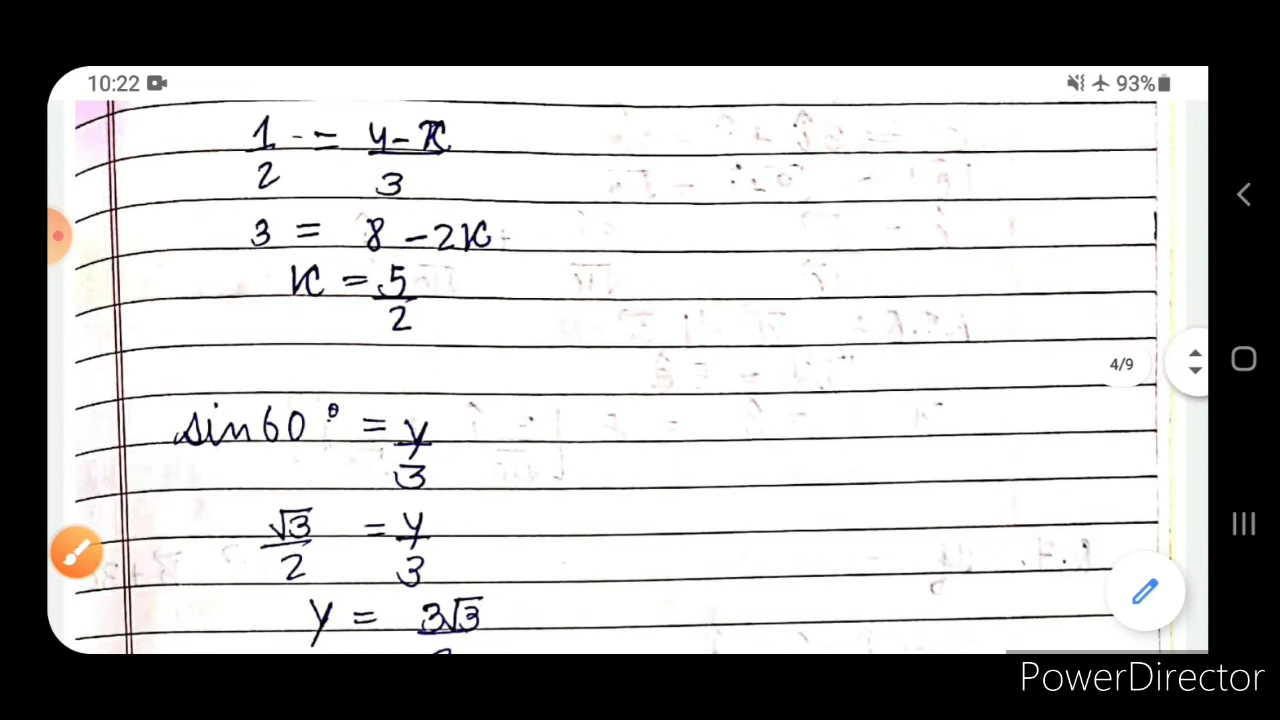 10:22
93%
1/2 = 4-x/3
3 = 8 - 2x
x = 5/2
4/9
sin60° = y/3
√3/2 = y/3
y = 3√3
PowerDirector